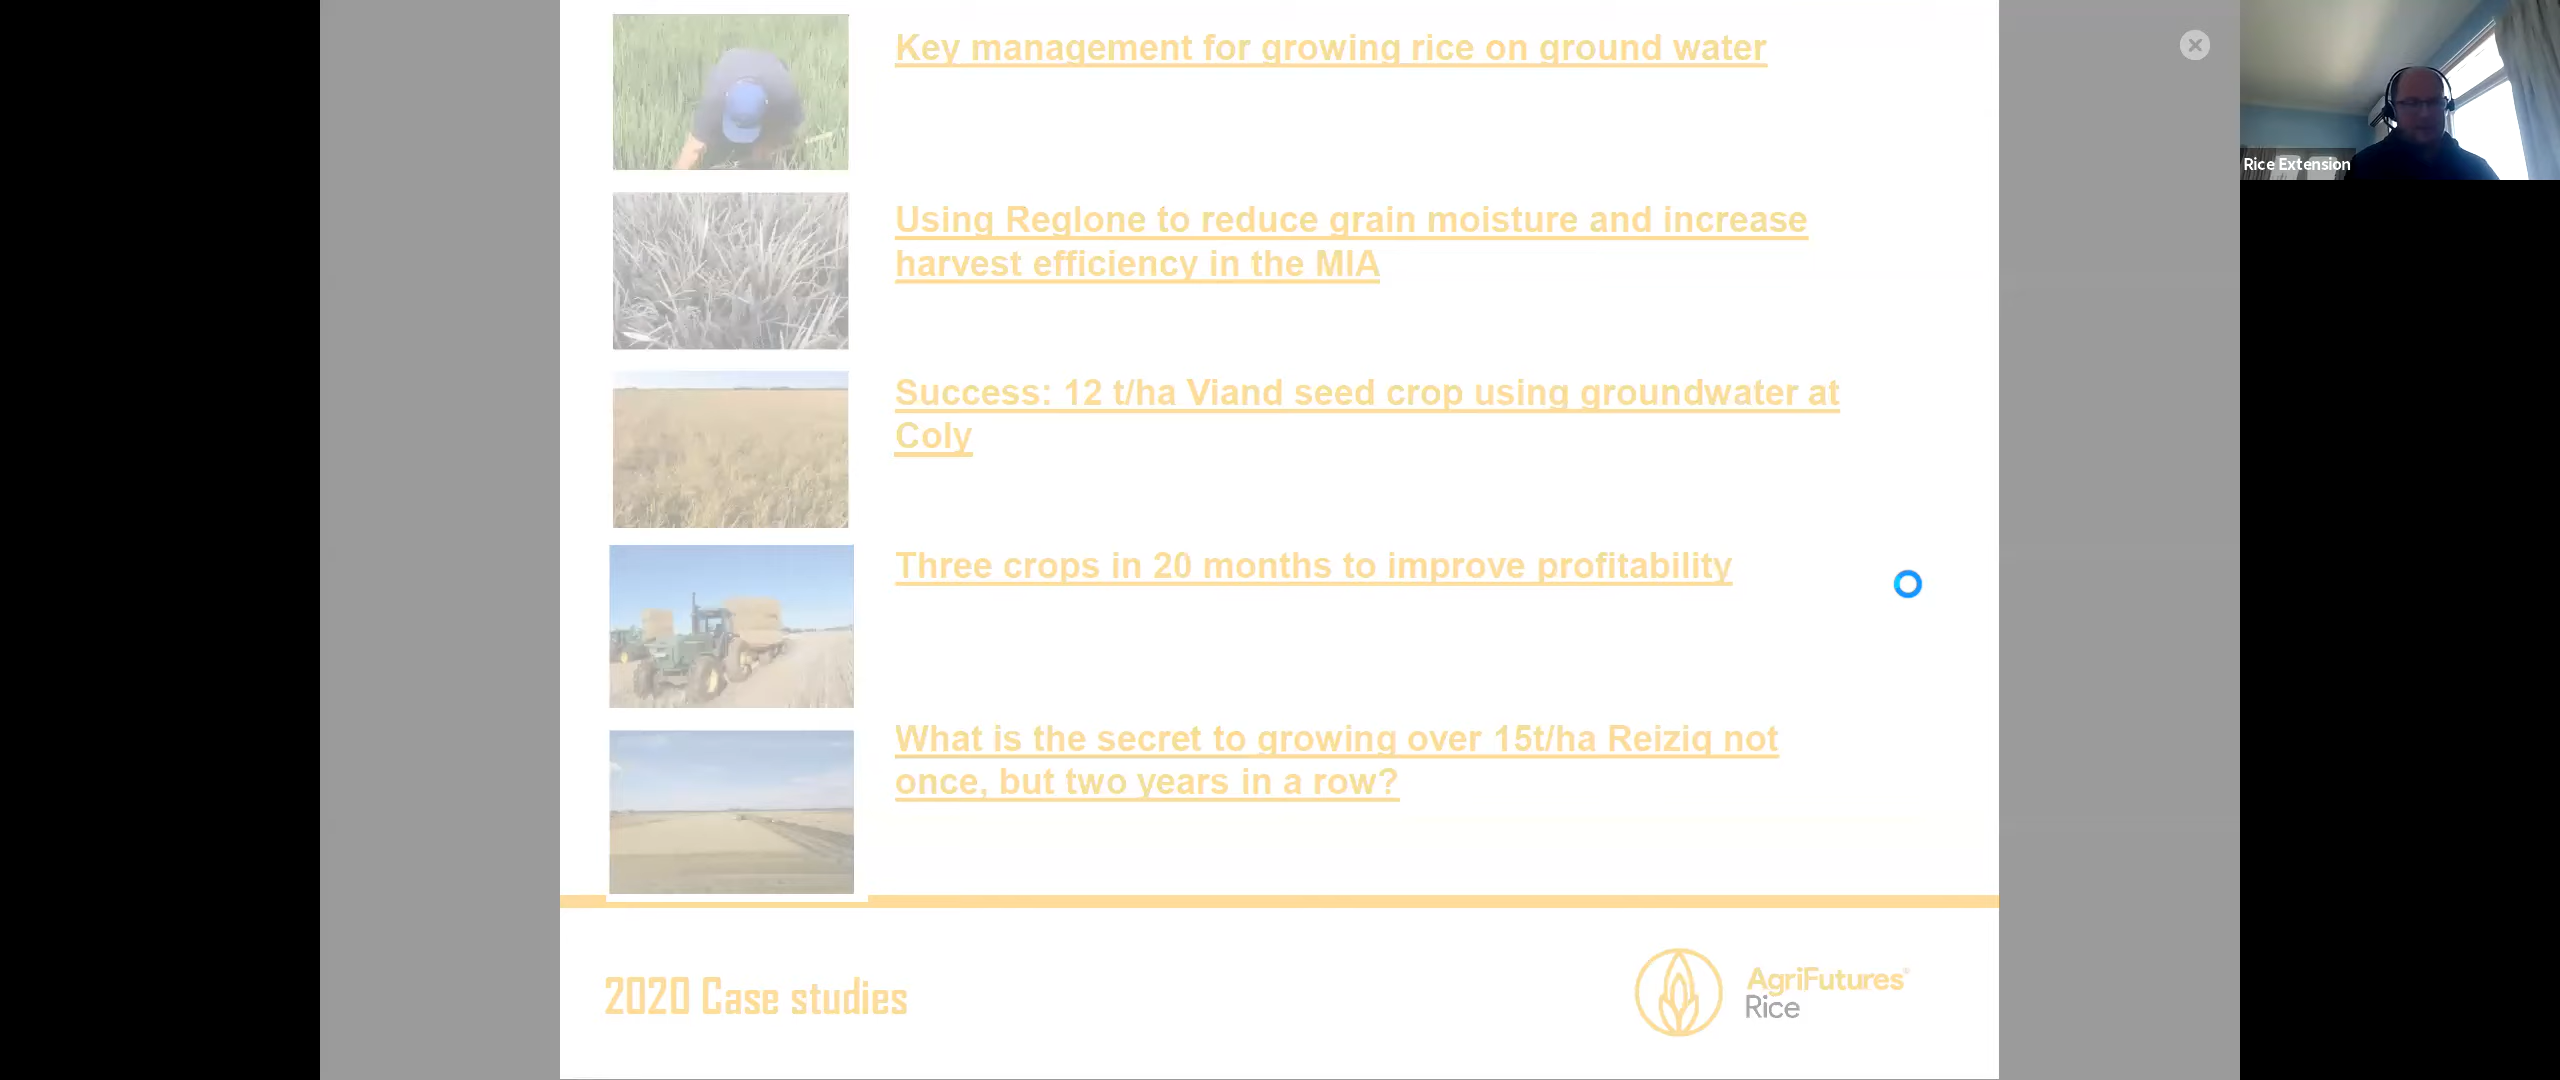 Key management for growing rice on ground water
Using Reglone to reduce grain moisture and increase
harvest efficiency in the MIA
Success: 12 t/ha Viand seed crop using groundwater at
Coly
Three crops in 20 months to improve profitability
What is the secret to growing over 15t/ha Reiziq not
once, but two years in a row?
2020 Case studies
AgriFutures®
Rice
Rice Extension